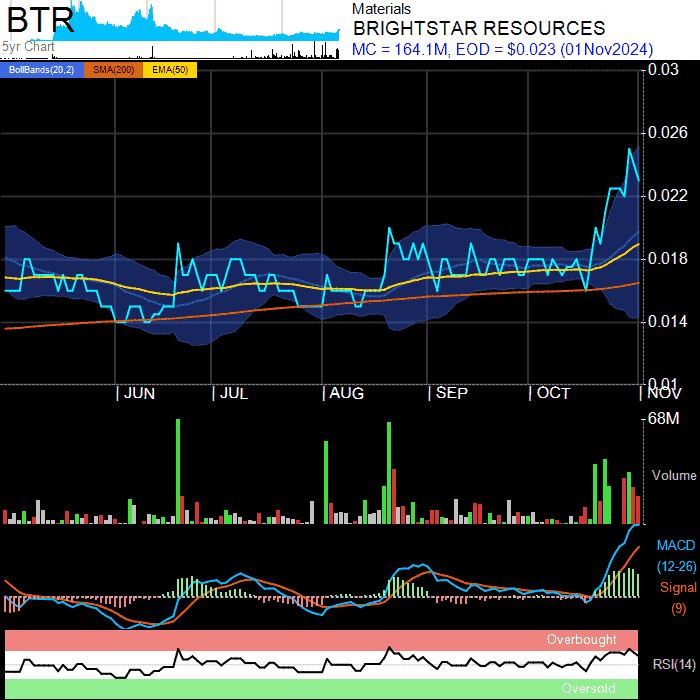 BTR
5yr Chart
Materials
BRIGHTSTAR RESOURCES
MC = 164.1M, EOD = $0.023 (01Nov2024)
BollBands(20,2) SMA(200) EMA(50)
0.03
0.026
0.022
0.018
0.014
0.01
JUN JUL AUG SEP OCT NOV
68M
Volume
MACD
(12-26)
Signal
(9)
Overbought
RSI(14)
Oversold